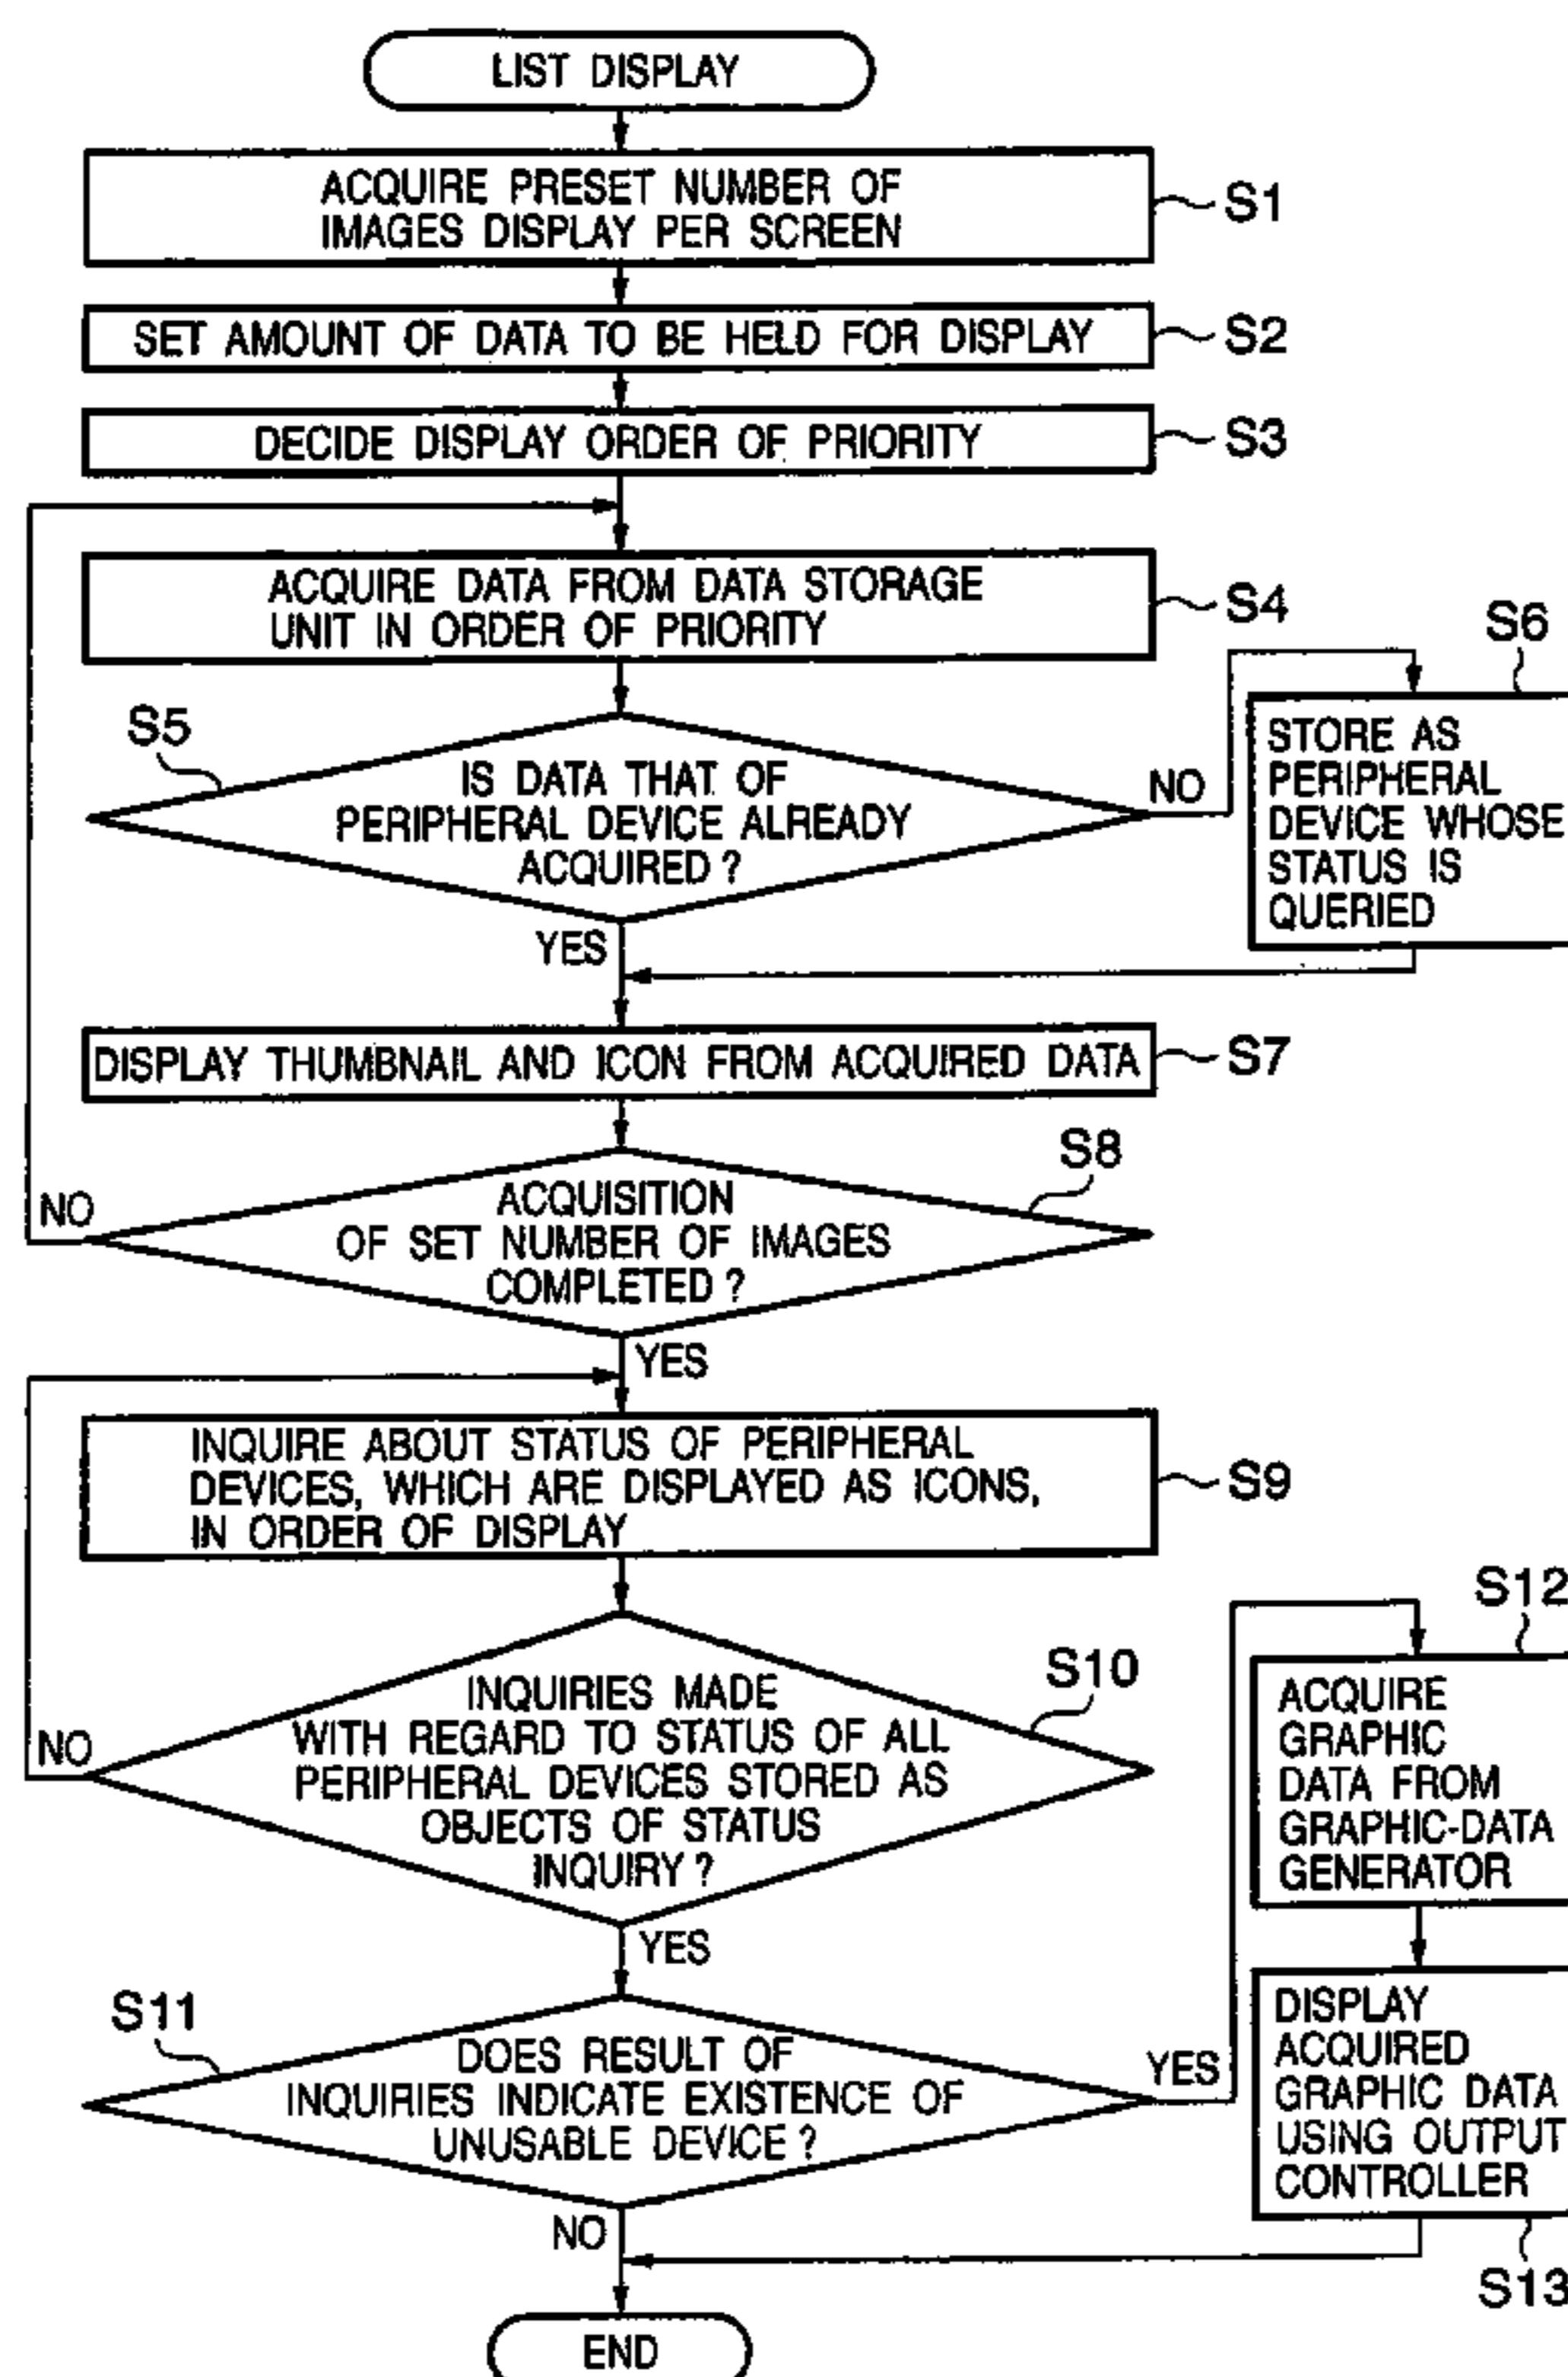 LIST DISPLAY
ACQUIRE PRESET NUMBER OF
IMAGES DISPLAY PER SCREEN
S1
SET AMOUNT OF DATA TO BE HELD FOR DISPLAY
S2
DECIDE DISPLAY ORDER OF PRIORITY
S3
ACQUIRE DATA FROM DATA STORAGE
UNIT IN ORDER OF PRIORITY
S4
S5
IS DATA THAT OF
PERIPHERAL DEVICE ALREADY
ACQUIRED ?
NO
YES
S6
STORE AS
PERIPHERAL
DEVICE WHOSE
STATUS IS
QUERIED
DISPLAY THUMBNAIL AND ICON FROM ACQUIRED DATA
S7
S8
ACQUISITION
OF SET NUMBER OF IMAGES
COMPLETED ?
NO
YES
INQUIRE ABOUT STATUS OF PERIPHERAL
DEVICES, WHICH ARE DISPLAYED AS ICONS,
IN ORDER OF DISPLAY
S9
S10
INQUIRIES MADE
WITH REGARD TO STATUS OF ALL
PERIPHERAL DEVICES STORED AS
OBJECTS OF STATUS
INQUIRY ?
NO
YES
S11
DOES RESULT OF
INQUIRIES INDICATE EXISTENCE OF
UNUSABLE DEVICE ?
YES
NO
S12
ACQUIRE
GRAPHIC
DATA FROM
GRAPHIC-DATA
GENERATOR
DISPLAY
ACQUIRED
GRAPHIC DATA
USING OUTPUT
CONTROLLER
S13
END